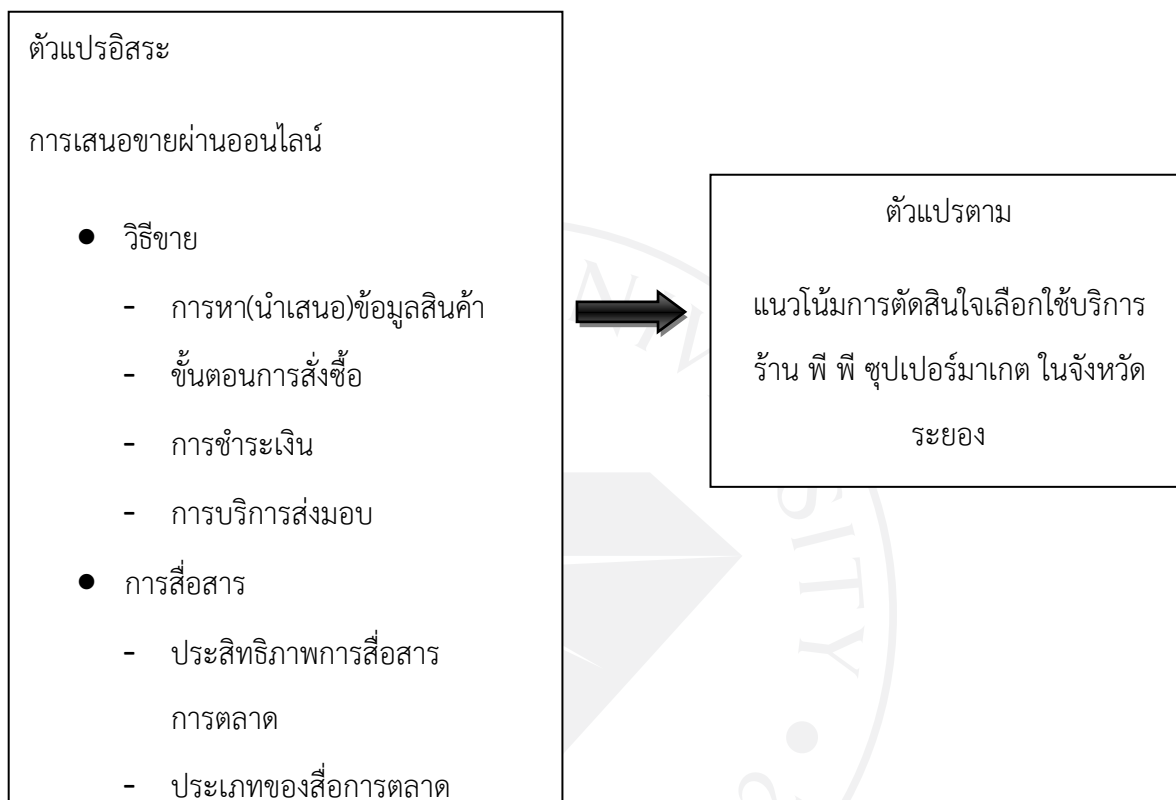 ตัวแปรอิสระ
การเสนอขายผ่านออนไลน์
● วิธีขาย
- การหา(นำเสนอ)ข้อมูลสินค้า
- ขั้นตอนการสั่งซื้อ
- การชำระเงิน
- การบริการส่งมอบ
● การสื่อสาร
- ประสิทธิภาพการสื่อสาร
การตลาด
- ประเภทของสื่อการตลาด
ตัวแปรตาม
แนวโน้มการตัดสินใจเลือกใช้บริการ
ร้าน พี พี ซุปเปอร์มาเกต ในจังหวัด
ระยอง